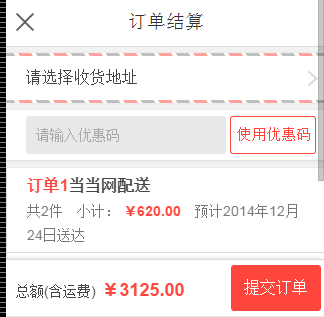 订单结算
请选择收货地址
请输入优惠码 使用优惠码
订单1当当网配送
共2件 小计：￥620.00 预计2014年12月
24日送达
总额(含运费) ￥3125.00 提交订单